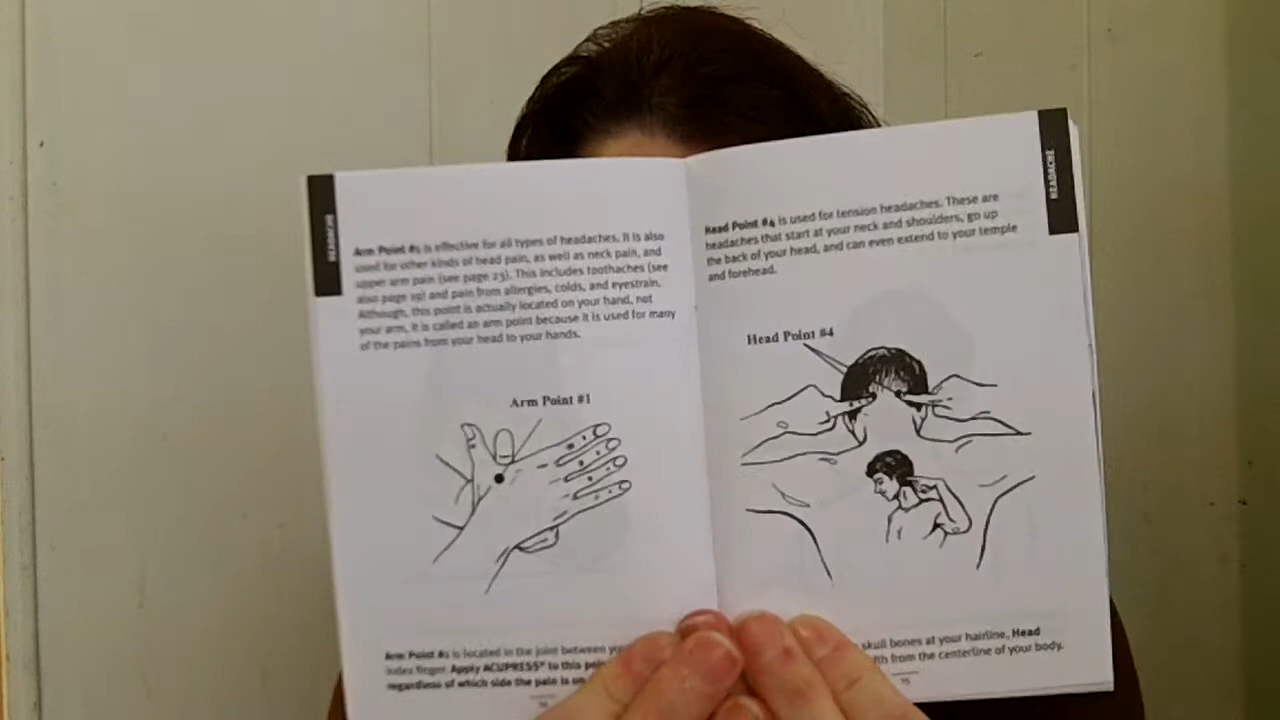 HEADACHE
Arm Point #1 is effective for all types of headaches. It is also
used for other kinds of head pain, as well as neck pain, and
upper arm pain (see page 23). This includes toothaches (see
also page 19) and pain from allergies, colds, and eyestrain.
Although, this point is actually located on your hand, not
your arm, it is called an arm point because it is used for many
of the pains from your head to your hands.
Arm Point #1
Arm Point #1 is located in the joint between
index finger. Apply ACUPRESS® to this
regardless of which side the pain is on
HEADACHE
Head Point #4 is used for tension headaches. These are
headaches that start at your neck and shoulders, go up
the back of your head, and can even extend to your temple
and forehead.
Head Point #4
skull bones at your hairline, Head
from the centerline of your body.
15